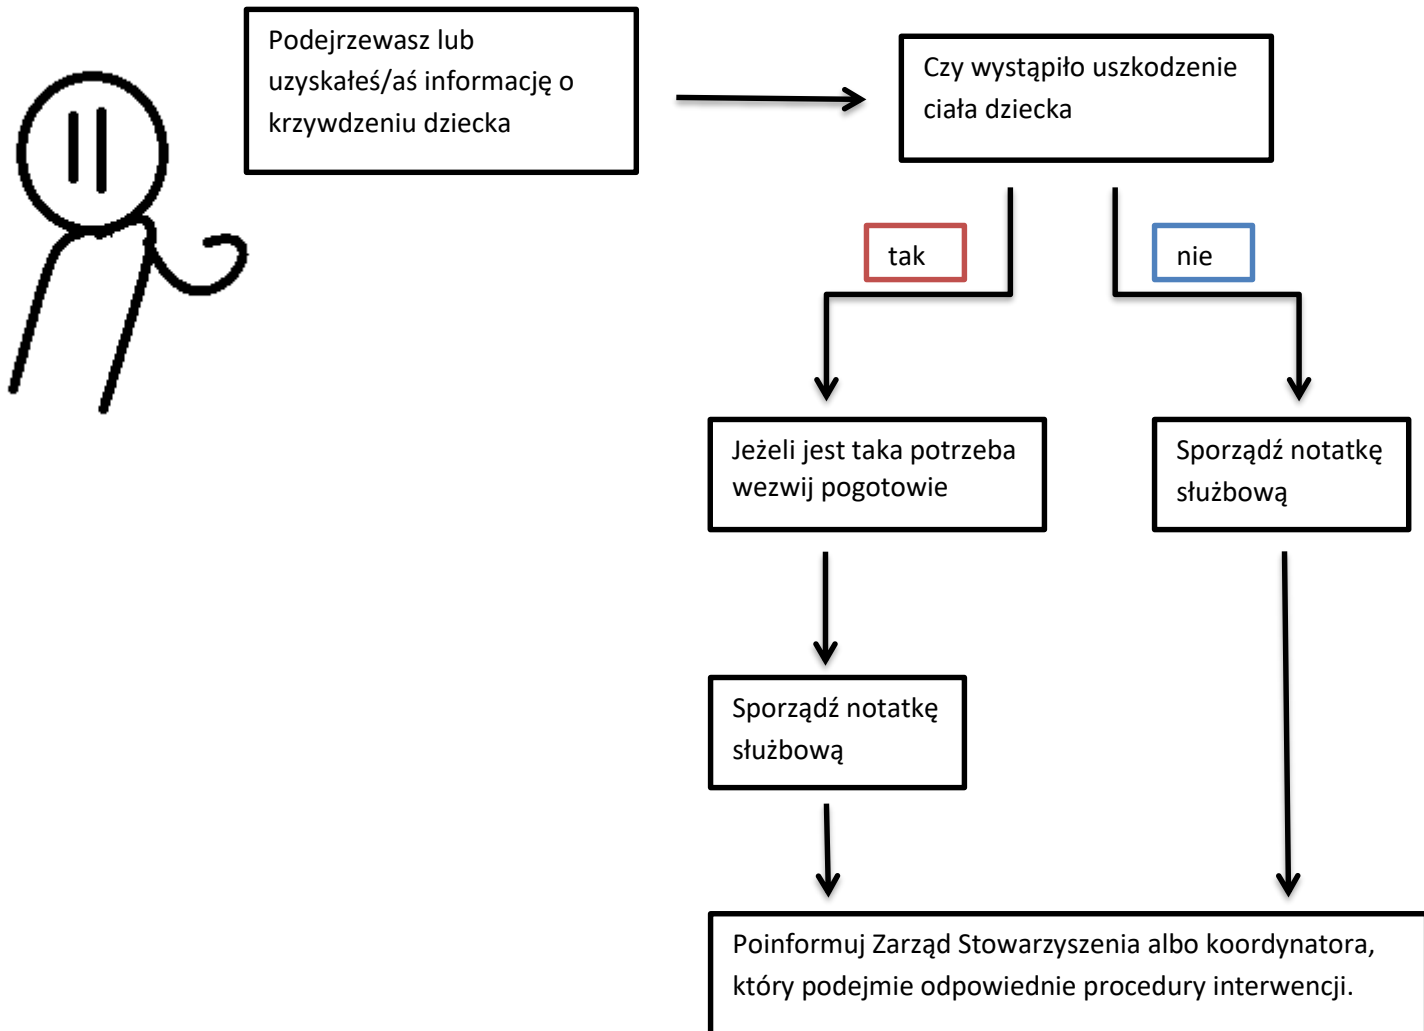 Podejrzewasz lub
uzyskałeś/aś informację o
krzywdzeniu dziecka
Czy wystąpiło uszkodzenie
ciała dziecka
tak
nie
Jeżeli jest taka potrzeba
wezwij pogotowie
Sporządź notatkę
służbową
Sporządź notatkę
służbową
Poinformuj Zarząd Stowarzyszenia albo koordynatora,
który podejmie odpowiednie procedury interwencji.